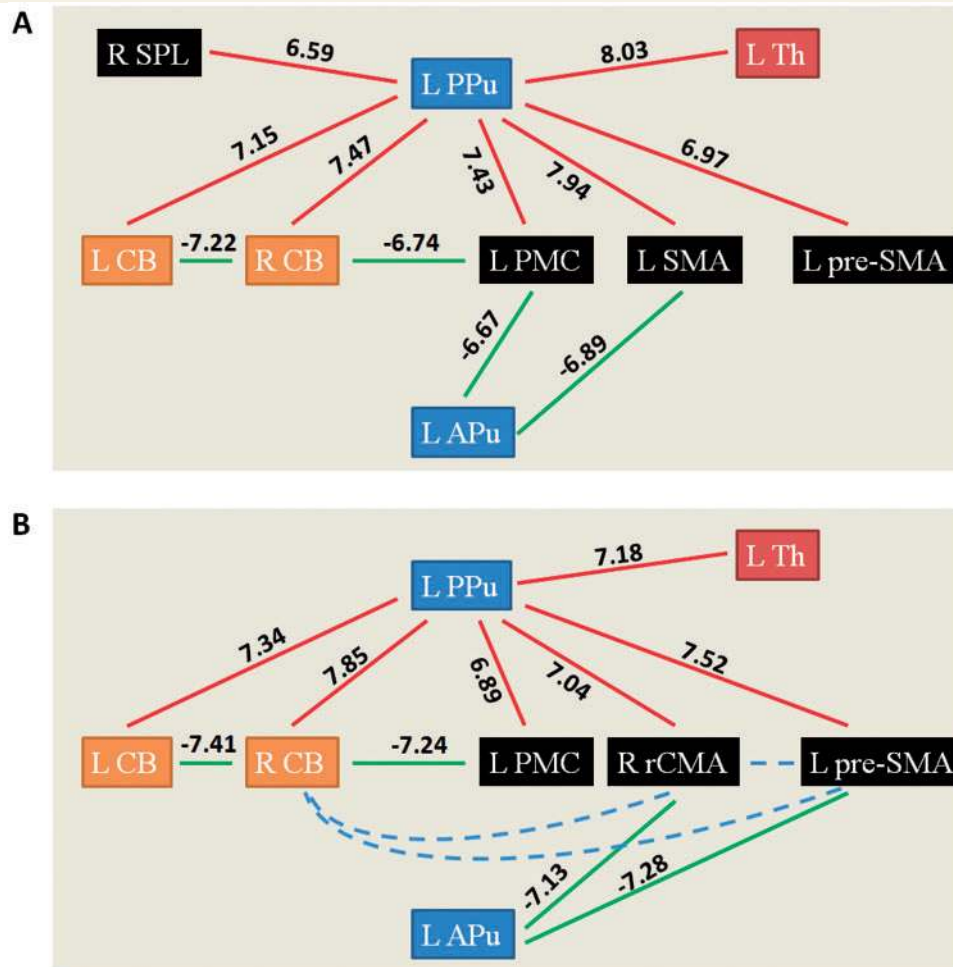 A
R SPL
6.59
L PPu
8.03
L Th
7.15
7.47
7.43
7.94
6.97
L CB
-7.22
R CB
-6.74
L PMC
L SMA
L pre-SMA
-6.67
-6.89
L APu
B
L PPu
7.18
L Th
7.34
7.85
6.89
7.04
7.52
L CB
-7.41
R CB
-7.24
L PMC
R rCMA
L pre-SMA
-7.13
-7.28
L APu